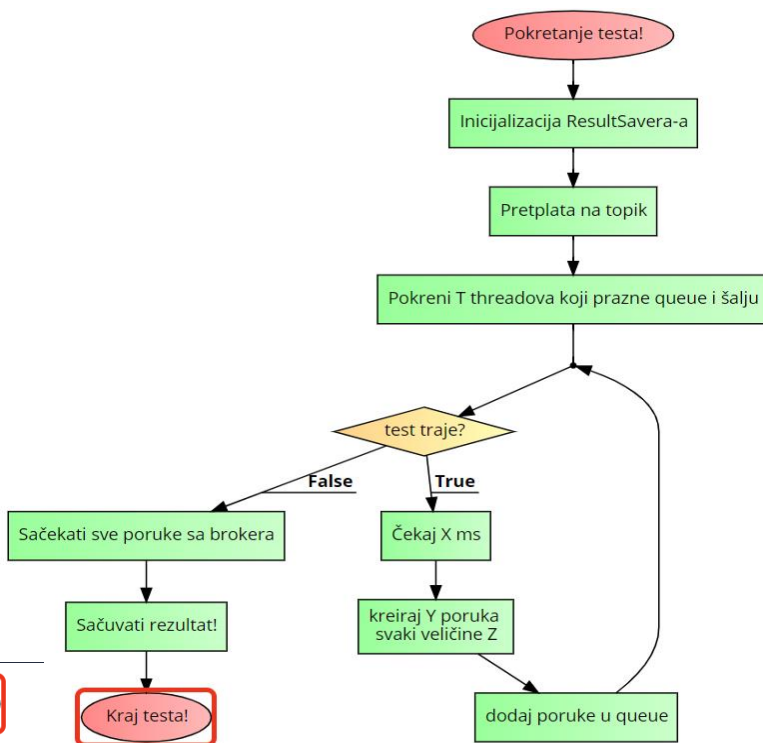 Pokretanje testa!
Inicijalizacija ResultSavera-a
Pretplata na topik
Pokreni T threadova koji prazne queue i šalju
test traje?
False
True
Sačekati sve poruke sa brokera
Čekaj X ms
Sačuvati rezultat!
kreiraj Y poruka
svaki veličine Z
Kraj testa!
dodaj poruke u queue